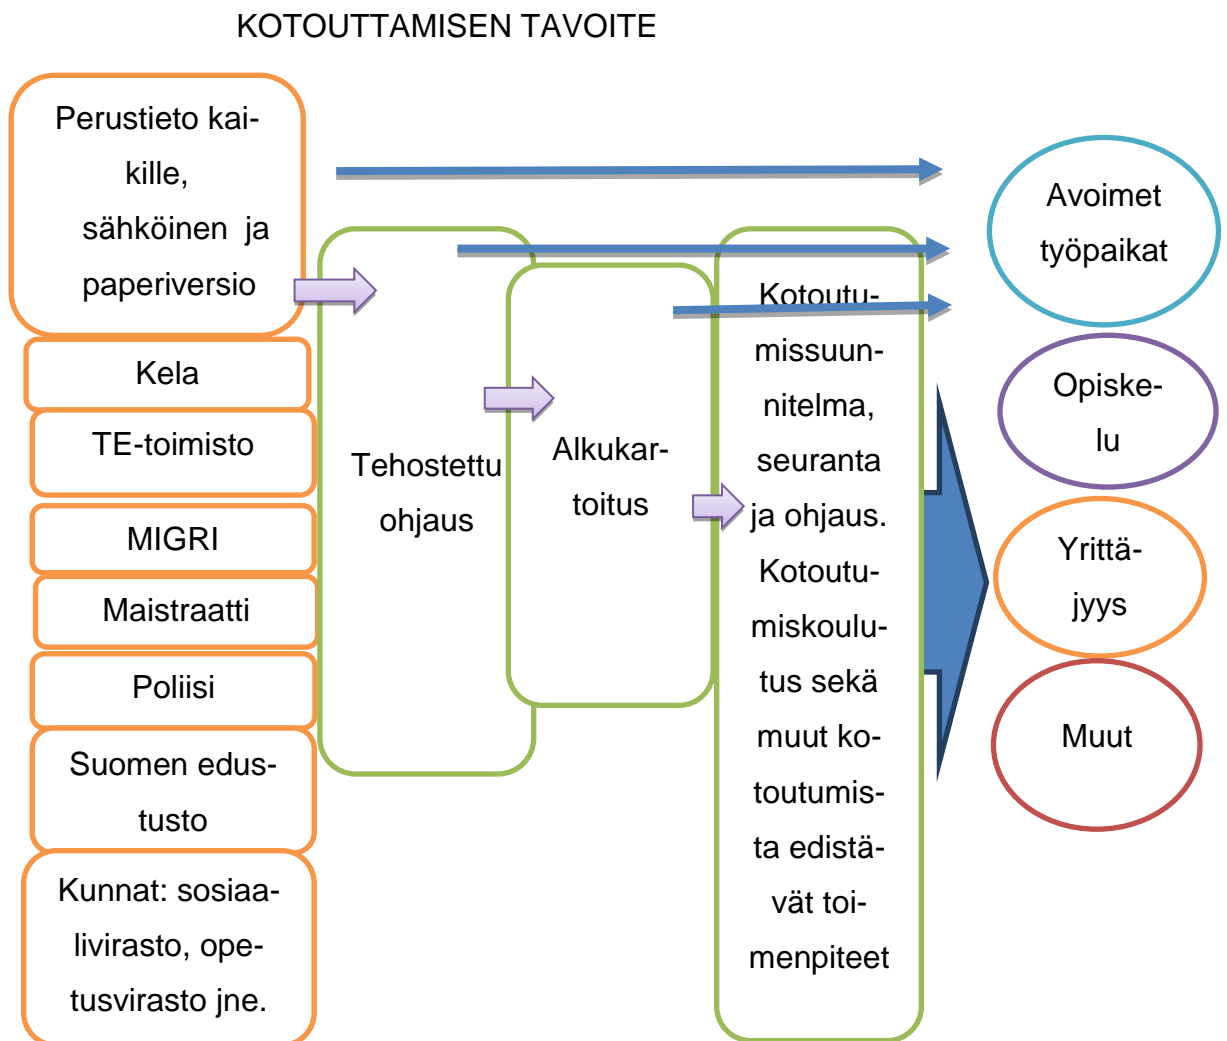 KOTOUTTAMISEN TAVOITE
Perustieto kai-
kille,
sähköinen ja
paperiversio
Kela
TE-toimisto
MIGRI
Maistraatti
Poliisi
Suomen edus-
tusto
Kunnat: sosiaa-
livirasto, ope-
tusvirasto jne.
Tehostettu
ohjaus
Alkukar-
toitus
Kotoutu-
missuun-
nitelma,
seuranta
ja ohjaus.
Kotoutu-
miskoulu-
tus sekä
muut ko-
toutumis-
ta edistä-
vät toi-
menpiteet
Avoimet
työpaikat
Opiske-
lu
Yrittä-
jyys
Muut